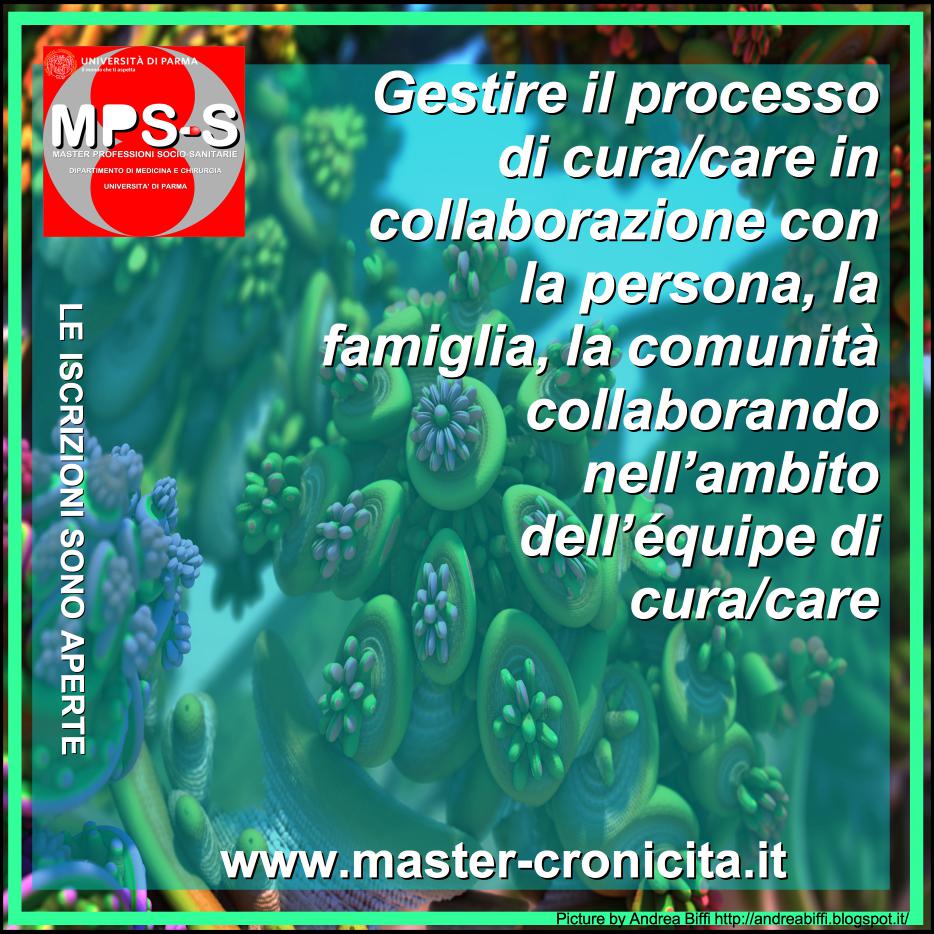 UNIVERSITÀ DI PARMA
Il mondo che ti aspetta
MPS-S
MASTER PROFESSIONI SOCIO-SANITARIE
DIPARTIMENTO DI MEDICINA E CHIRURGIA
UNIVERSITA' DI PARMA
Gestire il processo
di cura/care in
collaborazione con
la persona, la
famiglia, la comunità
collaborando
nell’ambito
dell’équipe di
cura/care
LE ISCRIZIONI SONO APERTE
www.master-cronicita.it
Picture by Andrea Biffi http://andreabiffi.blogspot.it/